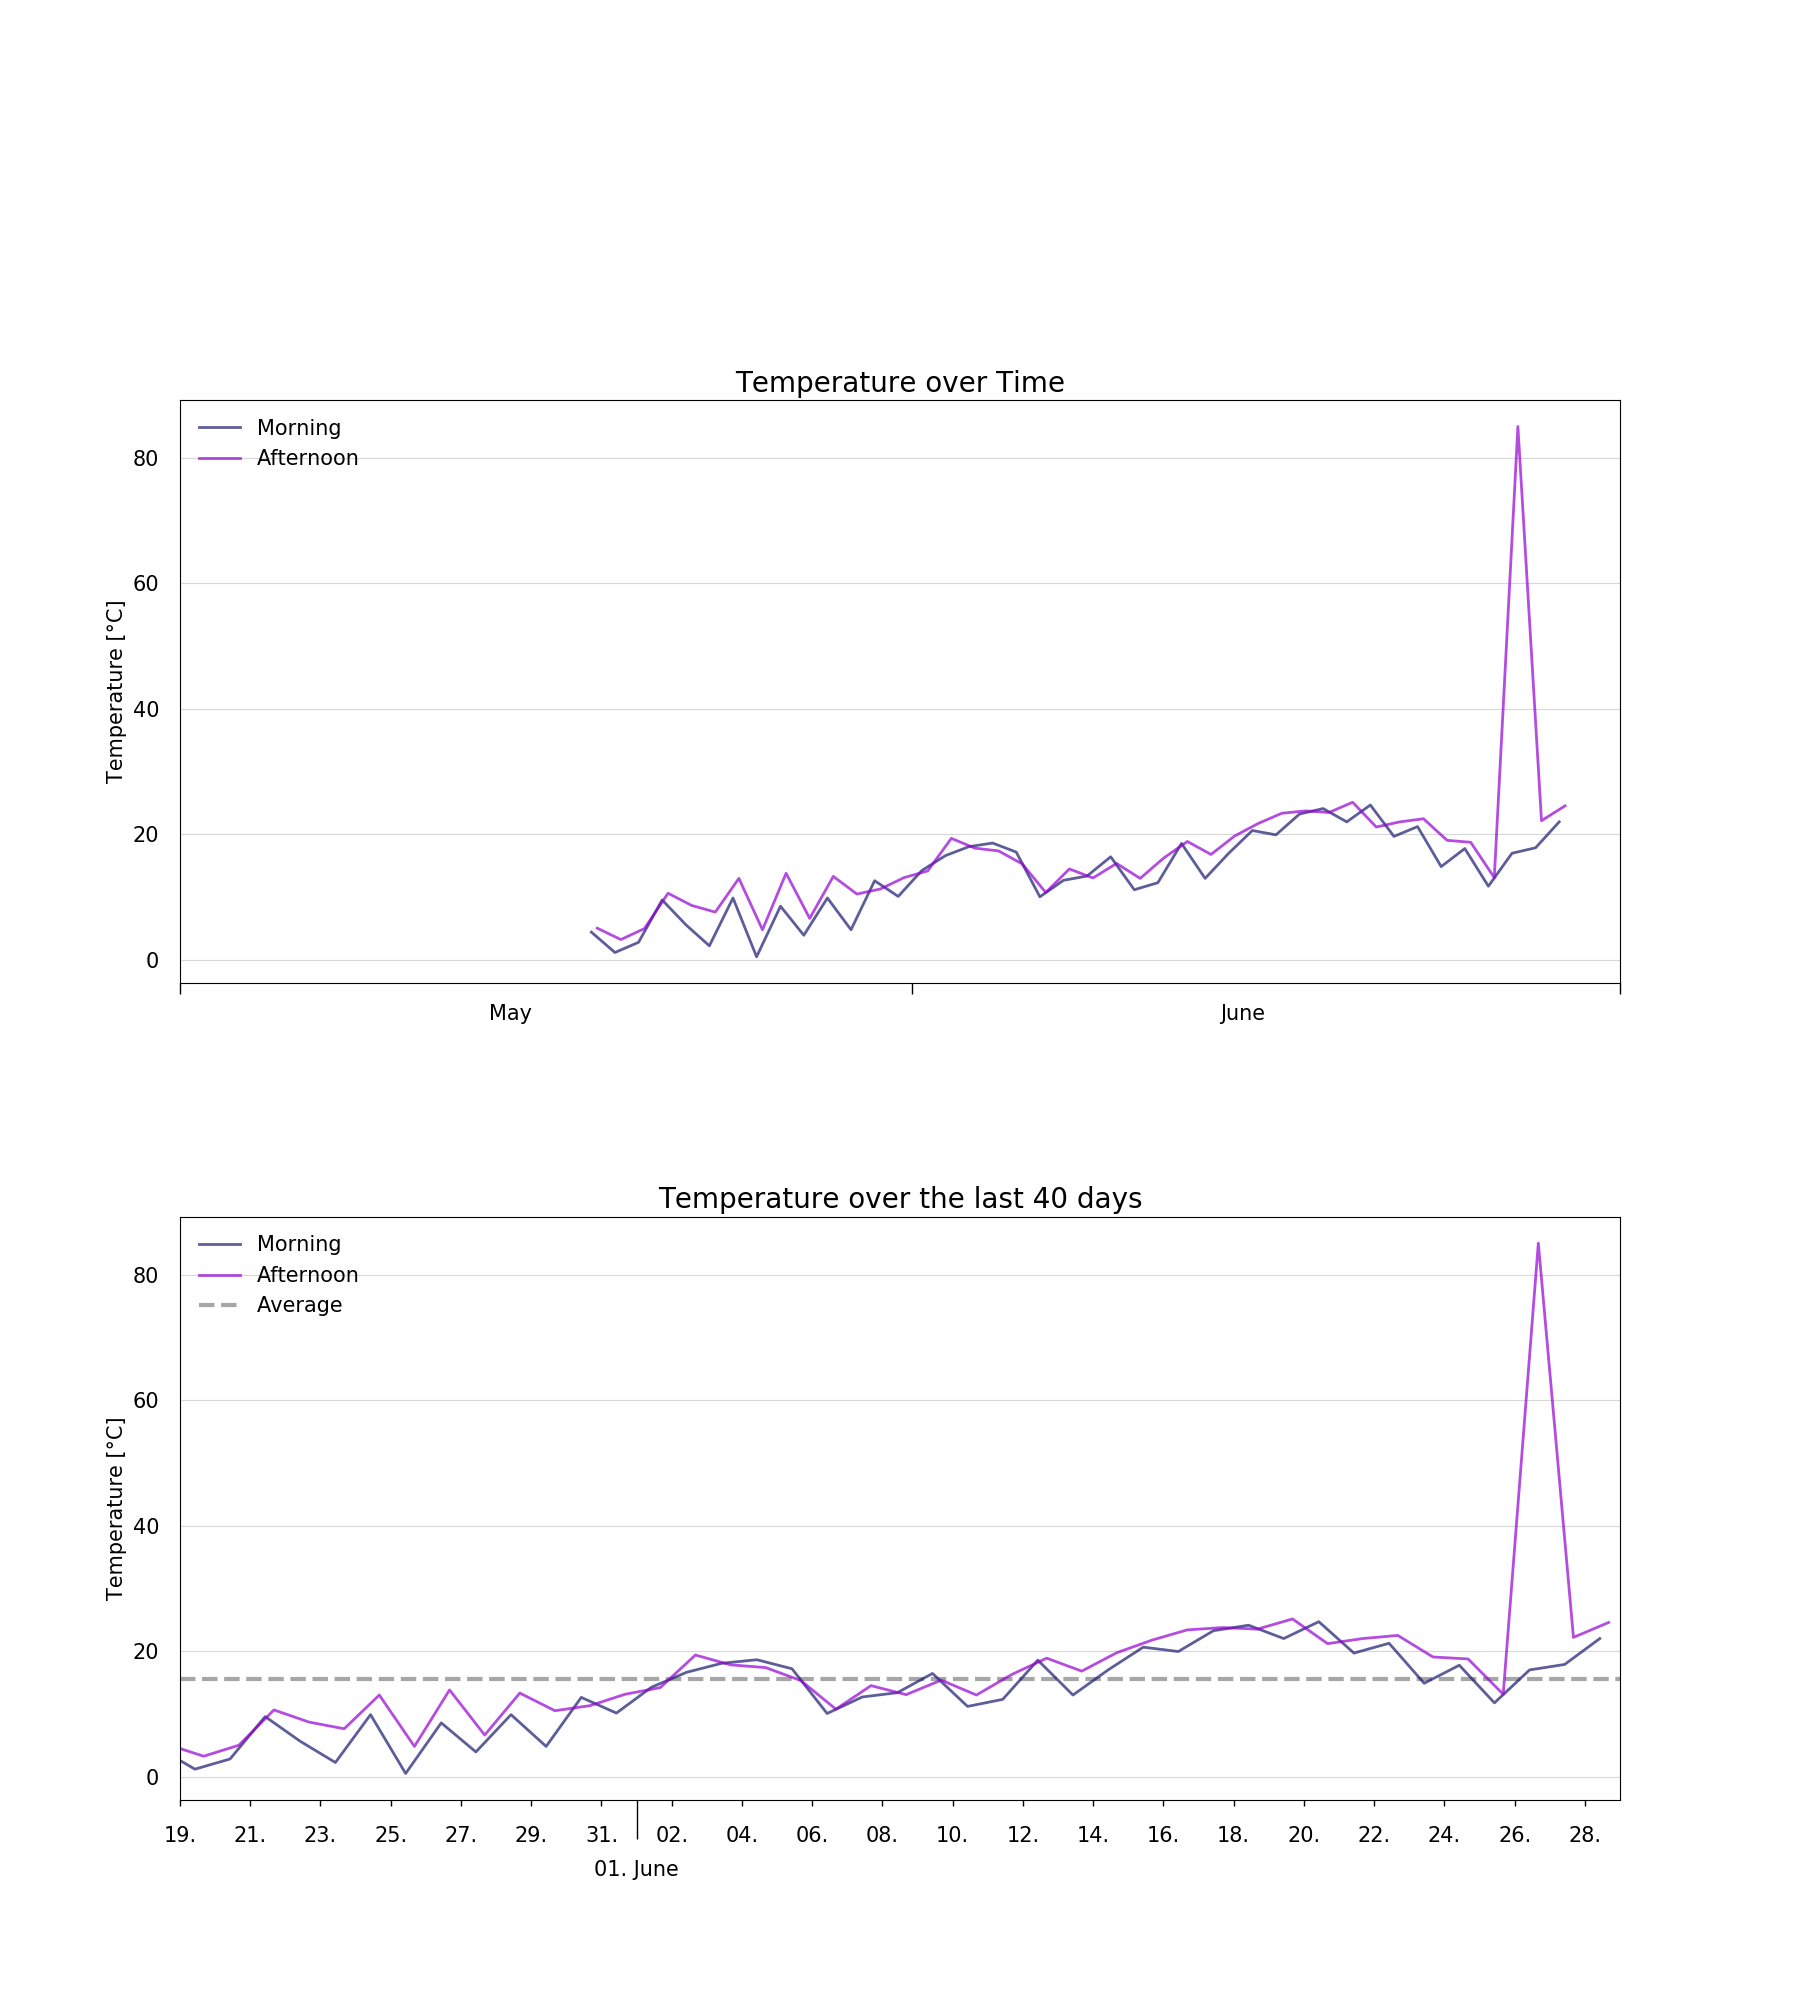 Temperature over Time
Morning
Afternoon
80
60
40
20
0
Temperature [°C]
May June
Temperature over the last 40 days
Morning
Afternoon
Average
80
60
40
20
0
Temperature [°C]
19. 21. 23. 25. 27. 29. 31. 02. 04. 06. 08. 10. 12. 14. 16. 18. 20. 22. 24. 26. 28.
01. June